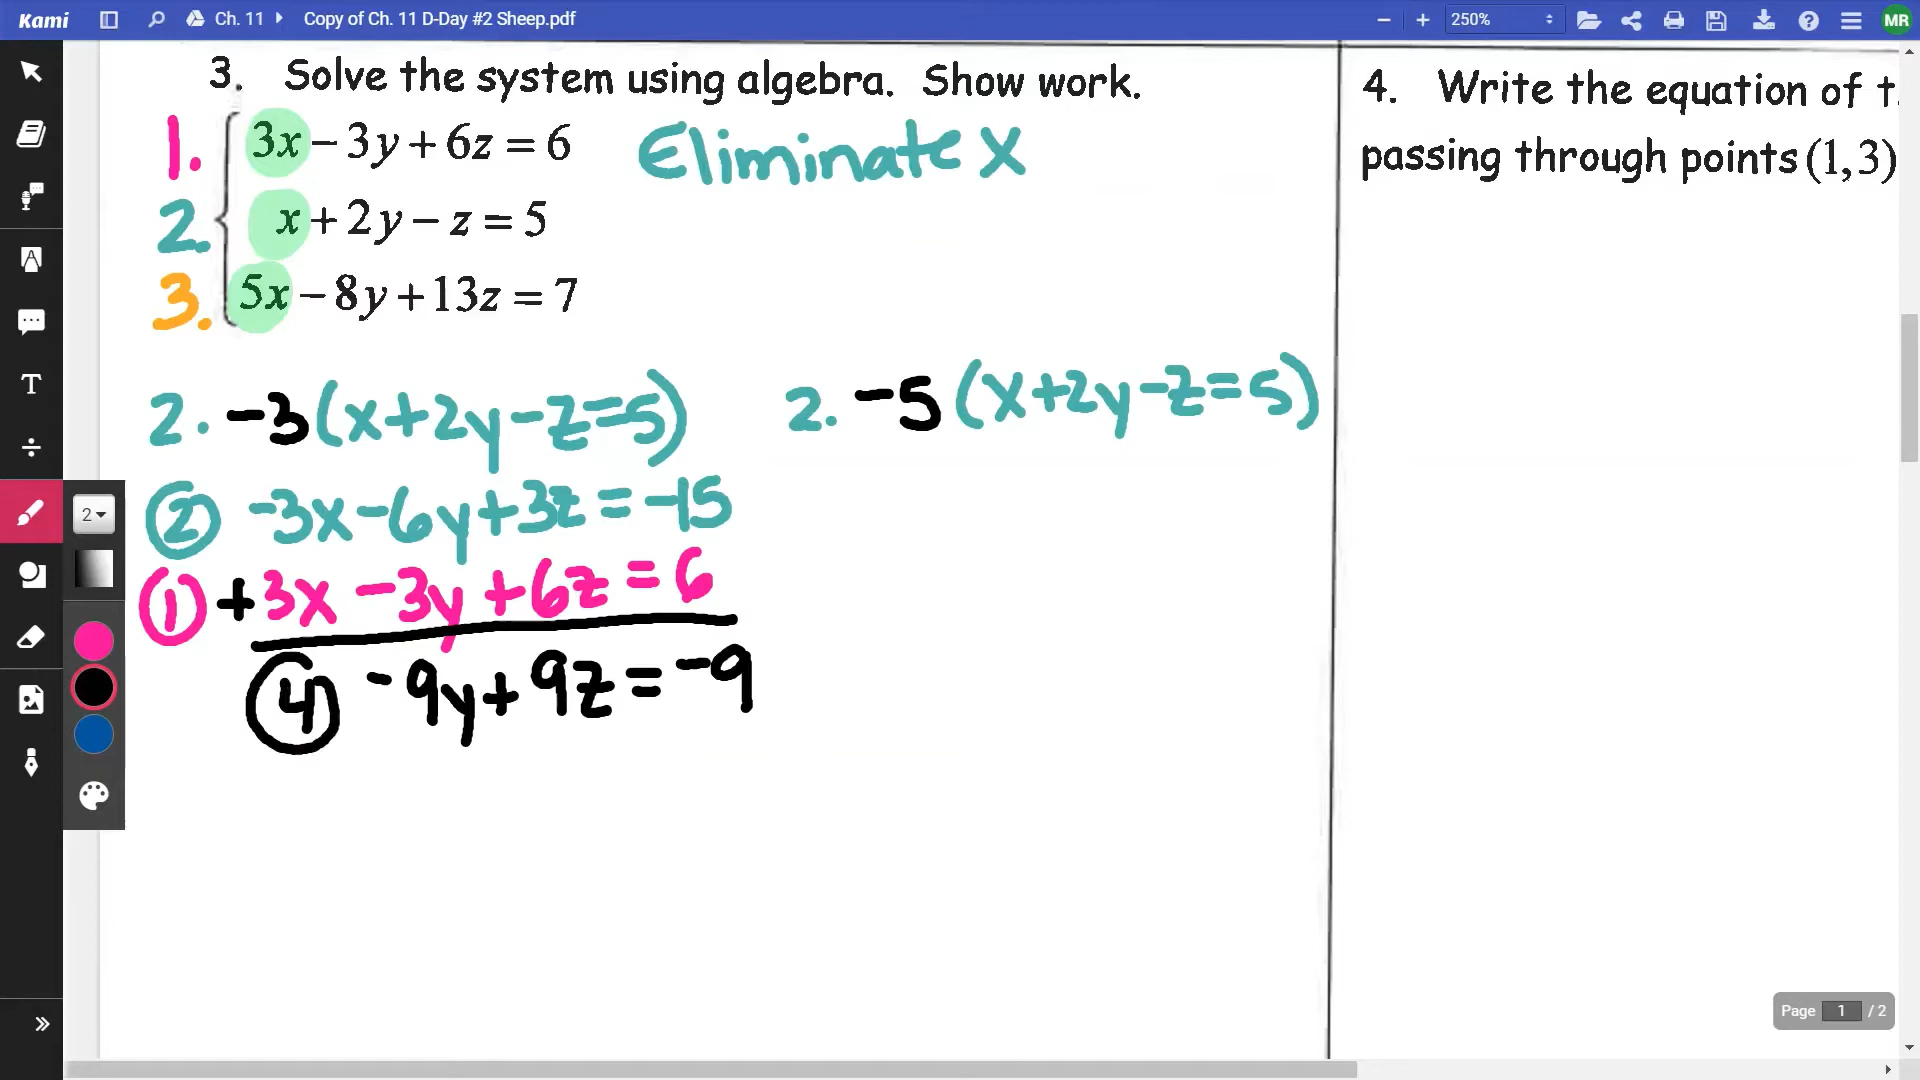 Kami
Ch. 11
Copy of Ch. 11 D-Day #2 Sheep.pdf
250%
MR
3. Solve the system using algebra. Show work.
1. 3x − 3y + 6z = 6
Eliminate x
2. x + 2y − z = 5
3. 5x − 8y + 13z = 7
4. Write the equation of t
passing through points (1,3)
2. -3(x+2y-z=5)
② -3x-6y+3z=-15
① +3x-3y+6z=6
④ -9y+9z=-9
2. -5(x+2y-z=5)
2
T
Page 1 / 2